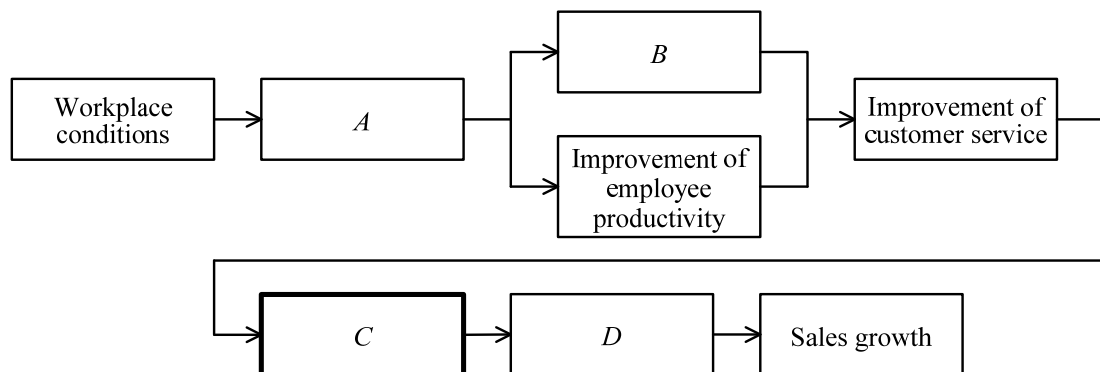 Workplace
conditions
A
B
Improvement of
employee
productivity
Improvement of
customer service
C
D
Sales growth